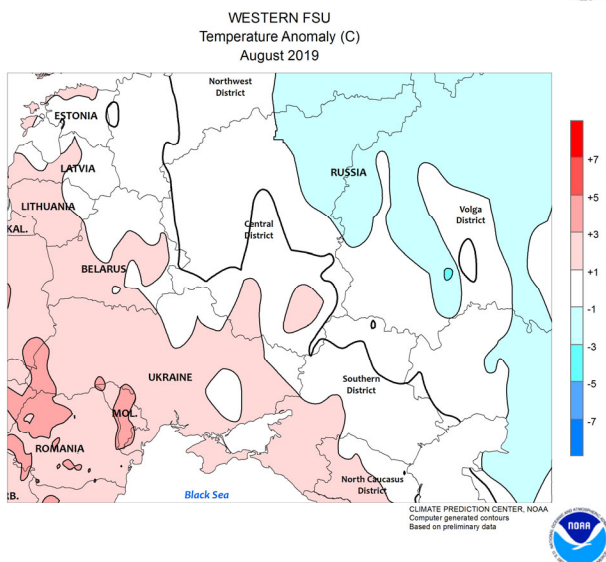 WESTERN FSU
Temperature Anomaly (C)
August 2019
Northwest
District
ESTONIA
LATVIA
RUSSIA
LITHUANIA
Volga
District
KAL.
Central
District
BELARUS
UKRAINE
Southern
District
MOL.
ROMANIA
North Caucasus
District
RB.
Black Sea
+7
+5
+3
+1
-1
-3
-5
-7
CLIMATE PREDICTION CENTER, NOAA
Computer generated contours
Based on preliminary data
NOAA